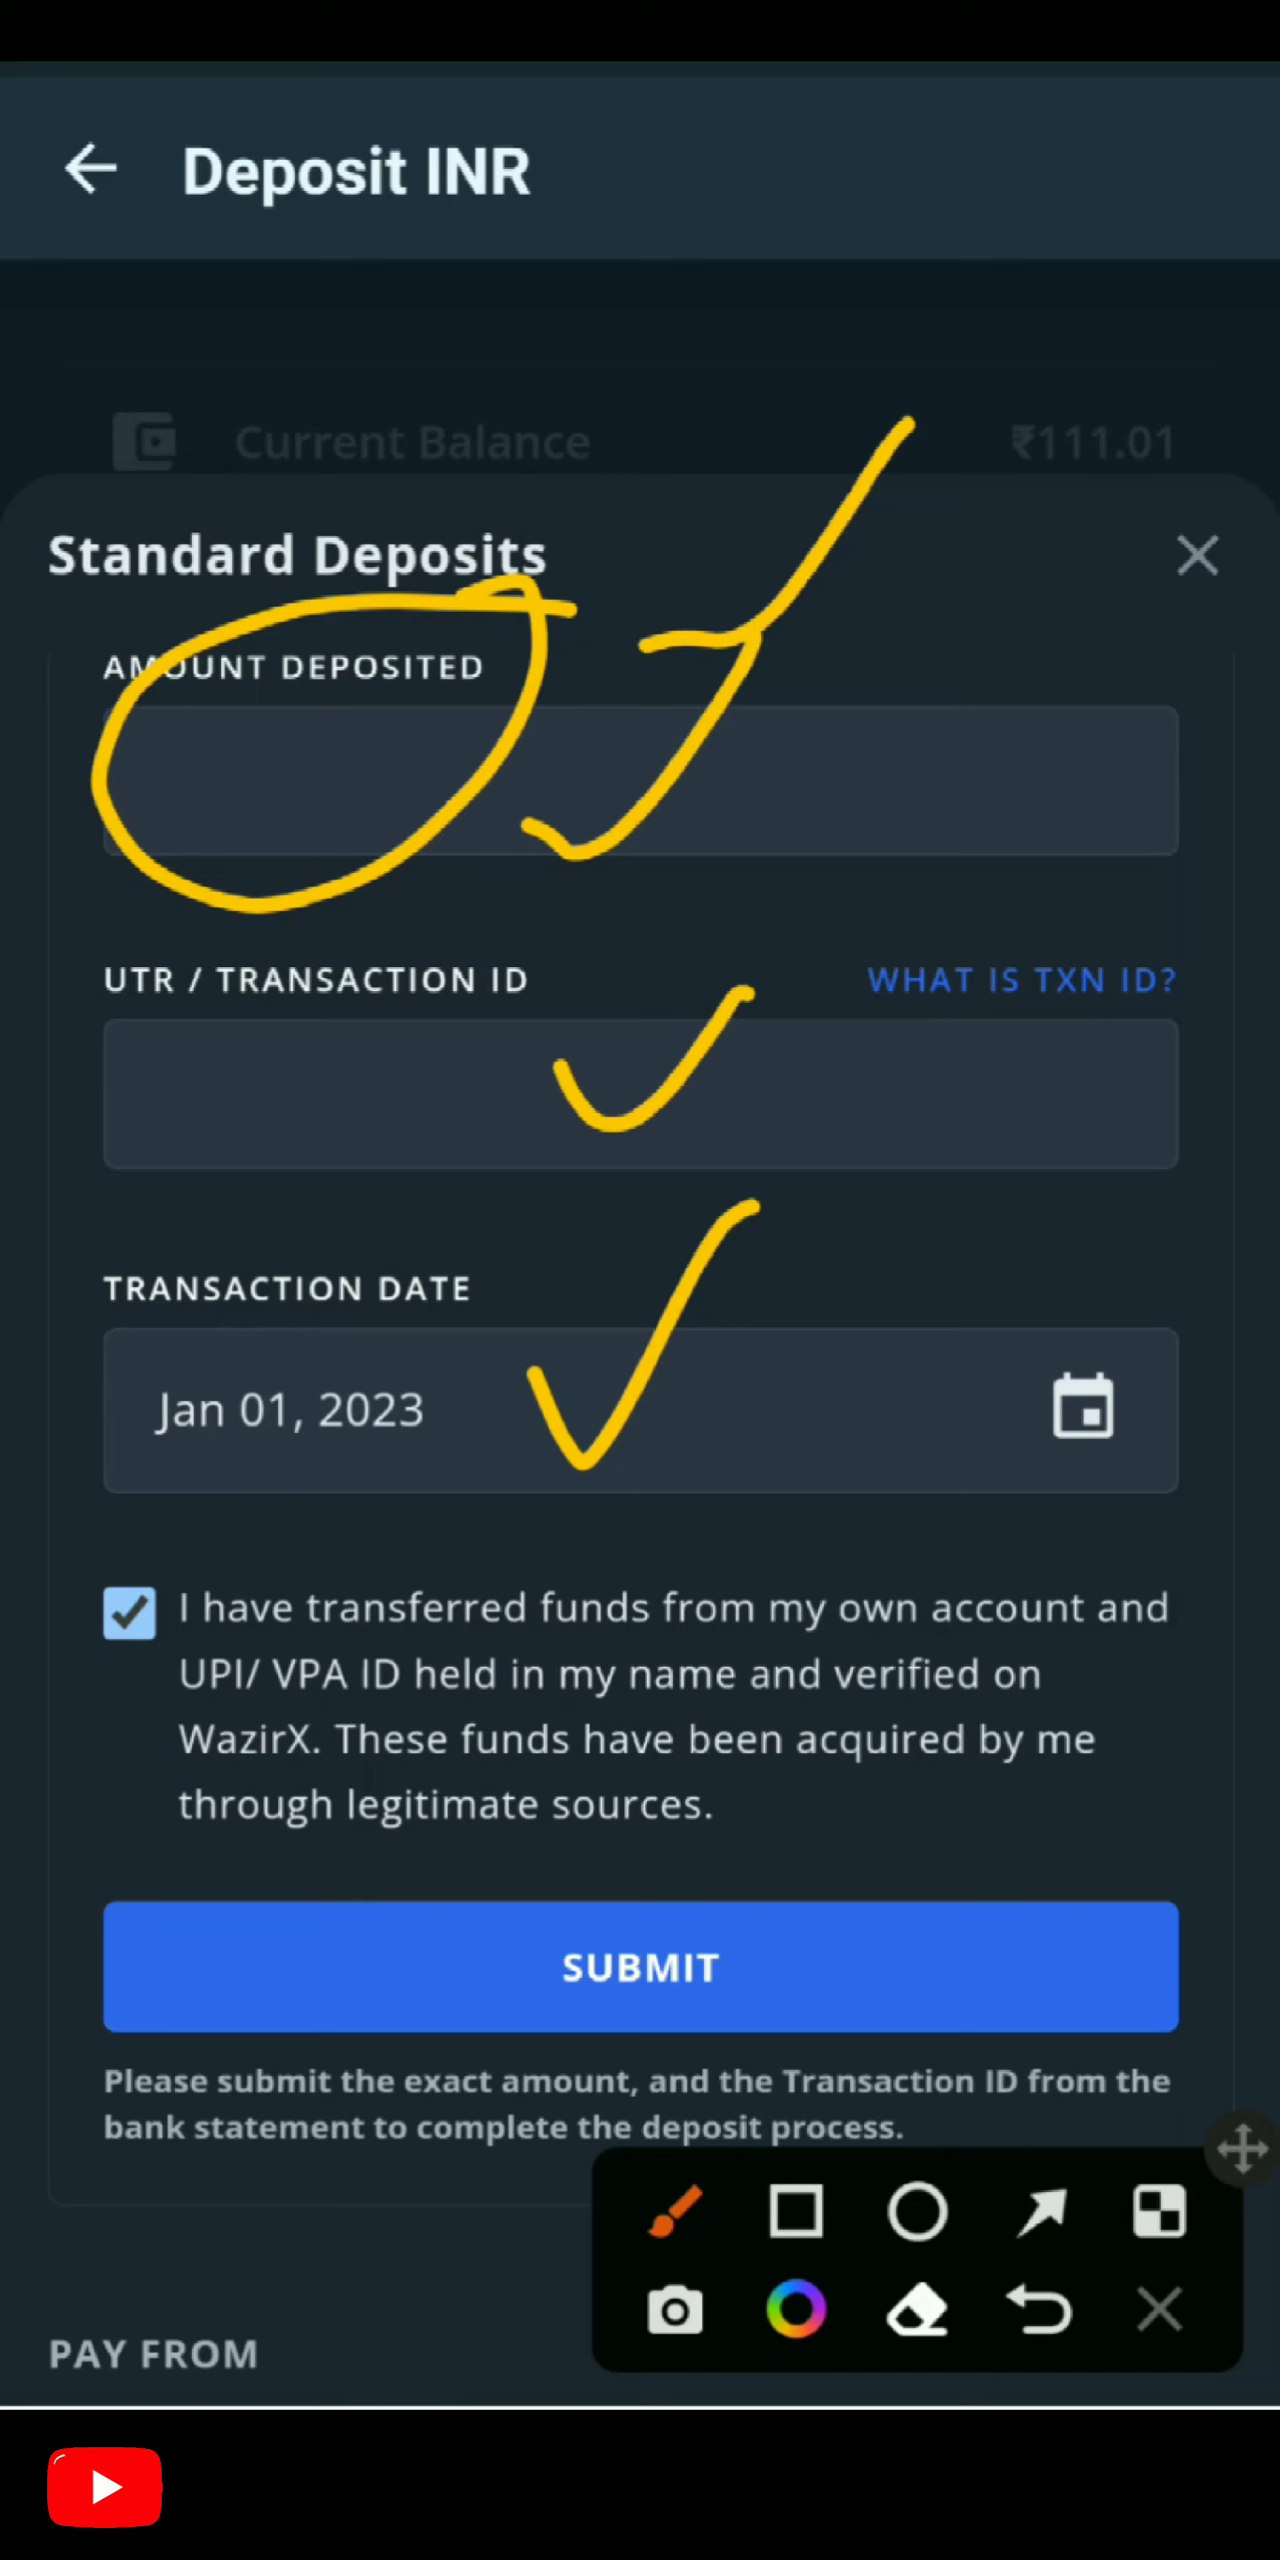 Deposit INR
Current Balance ₹111.01
Standard Deposits
AMOUNT DEPOSITED
UTR / TRANSACTION ID WHAT IS TXN ID?
TRANSACTION DATE
Jan 01, 2023
I have transferred funds from my own account and
UPI/ VPA ID held in my name and verified on
WazirX. These funds have been acquired by me
through legitimate sources.
SUBMIT
Please submit the exact amount, and the Transaction ID from the
bank statement to complete the deposit process.
PAY FROM